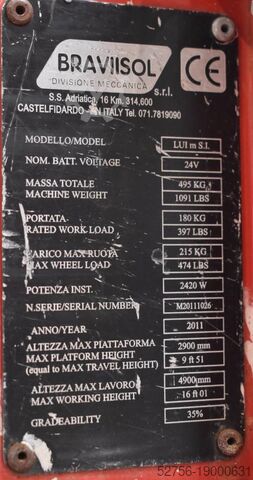 BRAVIISOL
DIVISIONE MECCANICA s.r.l.
CE
S.S. Adriatica, 16 Km. 314,600
CASTELFIDARDO - AN ITALY Tel. 071.7819090
MODELLO/MODEL LUI m S.I.
NOM. BATT. VOLTAGE 24V
MASSA TOTALE 495 KG
MACHINE WEIGHT 1091 LBS
PORTATA 180 KG
RATED WORK LOAD 397 LBS
CARICO MAX RUOTA 215 KG
MAX WHEEL LOAD 474 LBS
POTENZA INST. 2420 W
N.SERIE/SERIAL NUMBER M20111026
ANNO/YEAR 2011
ALTEZZA MAX PIATTAFORMA 2900 mm
MAX PLATFORM HEIGHT 9 ft 51
(equal to MAX TRAVEL HEIGHT)
ALTEZZA MAX LAVORO 4900 mm
MAX WORKING HEIGHT 16 ft 01
GRADEABILITY 35%
52756-19000631